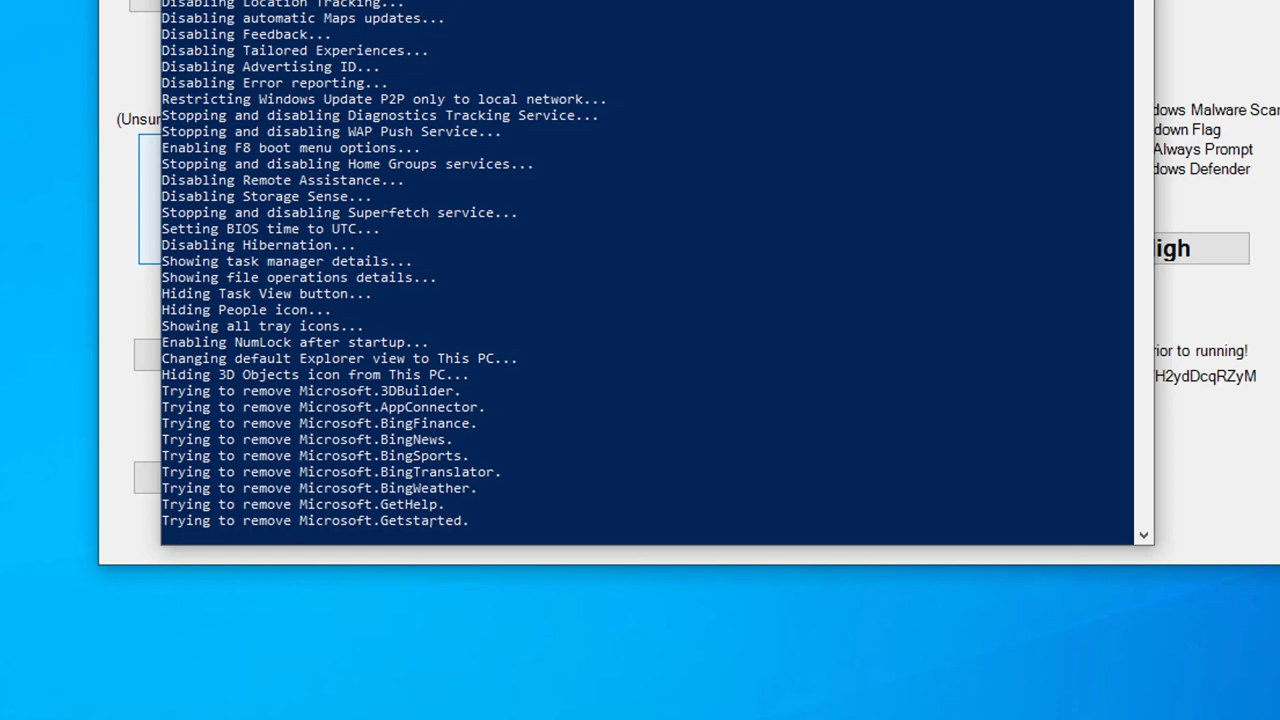 Disabling Location Tracking...
Disabling automatic Maps updates...
Disabling Feedback...
Disabling Tailored Experiences...
Disabling Advertising ID...
Disabling Error reporting...
Restricting Windows Update P2P only to local network...
Stopping and disabling Diagnostics Tracking Service...
Stopping and disabling WAP Push Service...
Enabling F8 boot menu options...
Stopping and disabling Home Groups services...
Disabling Remote Assistance...
Disabling Storage Sense...
Stopping and disabling Superfetch service...
Setting BIOS time to UTC...
Disabling Hibernation...
Showing task manager details...
Showing file operations details...
Hiding Task View button...
Hiding People icon...
Showing all tray icons...
Enabling NumLock after startup...
Changing default Explorer view to This PC...
Hiding 3D Objects icon from This PC...
Trying to remove Microsoft.3DBuilder.
Trying to remove Microsoft.AppConnector.
Trying to remove Microsoft.BingFinance.
Trying to remove Microsoft.BingNews.
Trying to remove Microsoft.BingSports.
Trying to remove Microsoft.BingTranslator.
Trying to remove Microsoft.BingWeather.
Trying to remove Microsoft.GetHelp.
Trying to remove Microsoft.Getstarted.
(Unsur
dows Malware Scan
down Flag
Always Prompt
dows Defender
igh
rior to running!
H2ydDcqRZyM